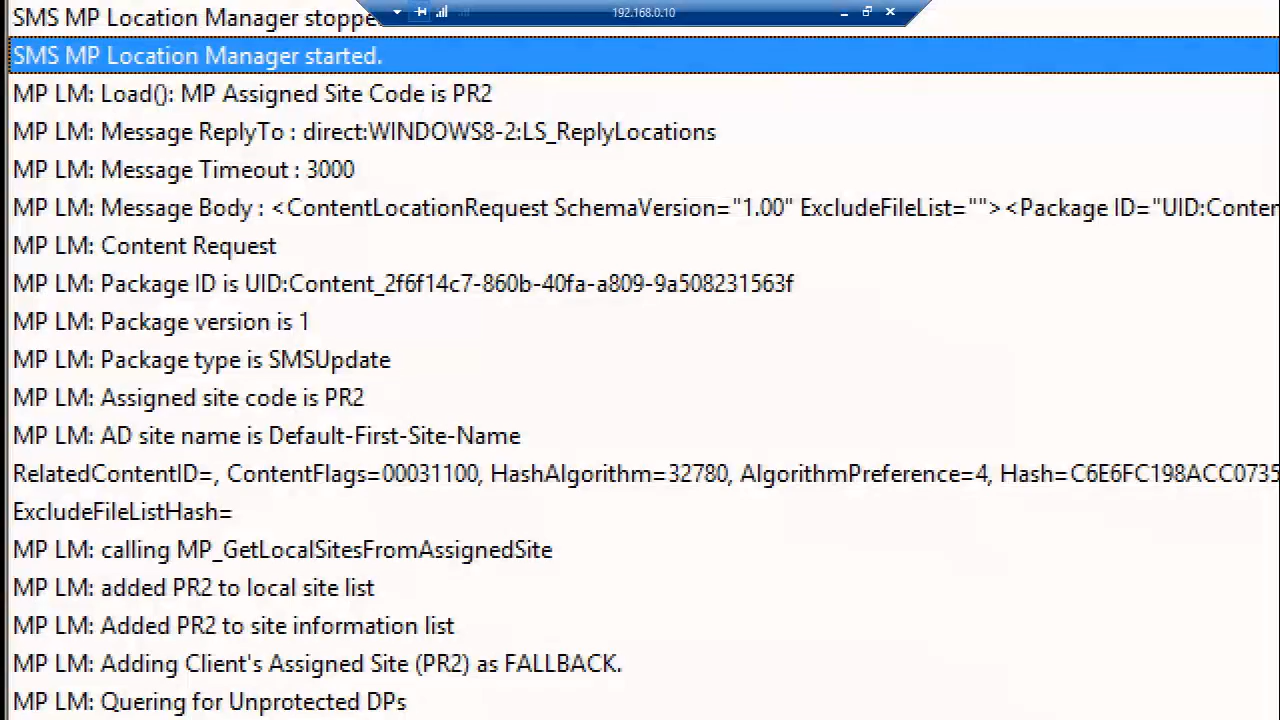 192.168.0.10
SMS MP Location Manager stoppe
SMS MP Location Manager started.
MP LM: Load(): MP Assigned Site Code is PR2
MP LM: Message ReplyTo : direct:WINDOWS8-2:LS_ReplyLocations
MP LM: Message Timeout : 3000
MP LM: Message Body : <ContentLocationRequest SchemaVersion="1.00" ExcludeFileList=""><Package ID="UID:Conter
MP LM: Content Request
MP LM: Package ID is UID:Content_2f6f14c7-860b-40fa-a809-9a508231563f
MP LM: Package version is 1
MP LM: Package type is SMSUpdate
MP LM: Assigned site code is PR2
MP LM: AD site name is Default-First-Site-Name
RelatedContentID=, ContentFlags=00031100, HashAlgorithm=32780, AlgorithmPreference=4, Hash=C6E6FC198ACC0735
ExcludeFileListHash=
MP LM: calling MP_GetLocalSitesFromAssignedSite
MP LM: added PR2 to local site list
MP LM: Added PR2 to site information list
MP LM: Adding Client's Assigned Site (PR2) as FALLBACK.
MP LM: Quering for Unprotected DPs